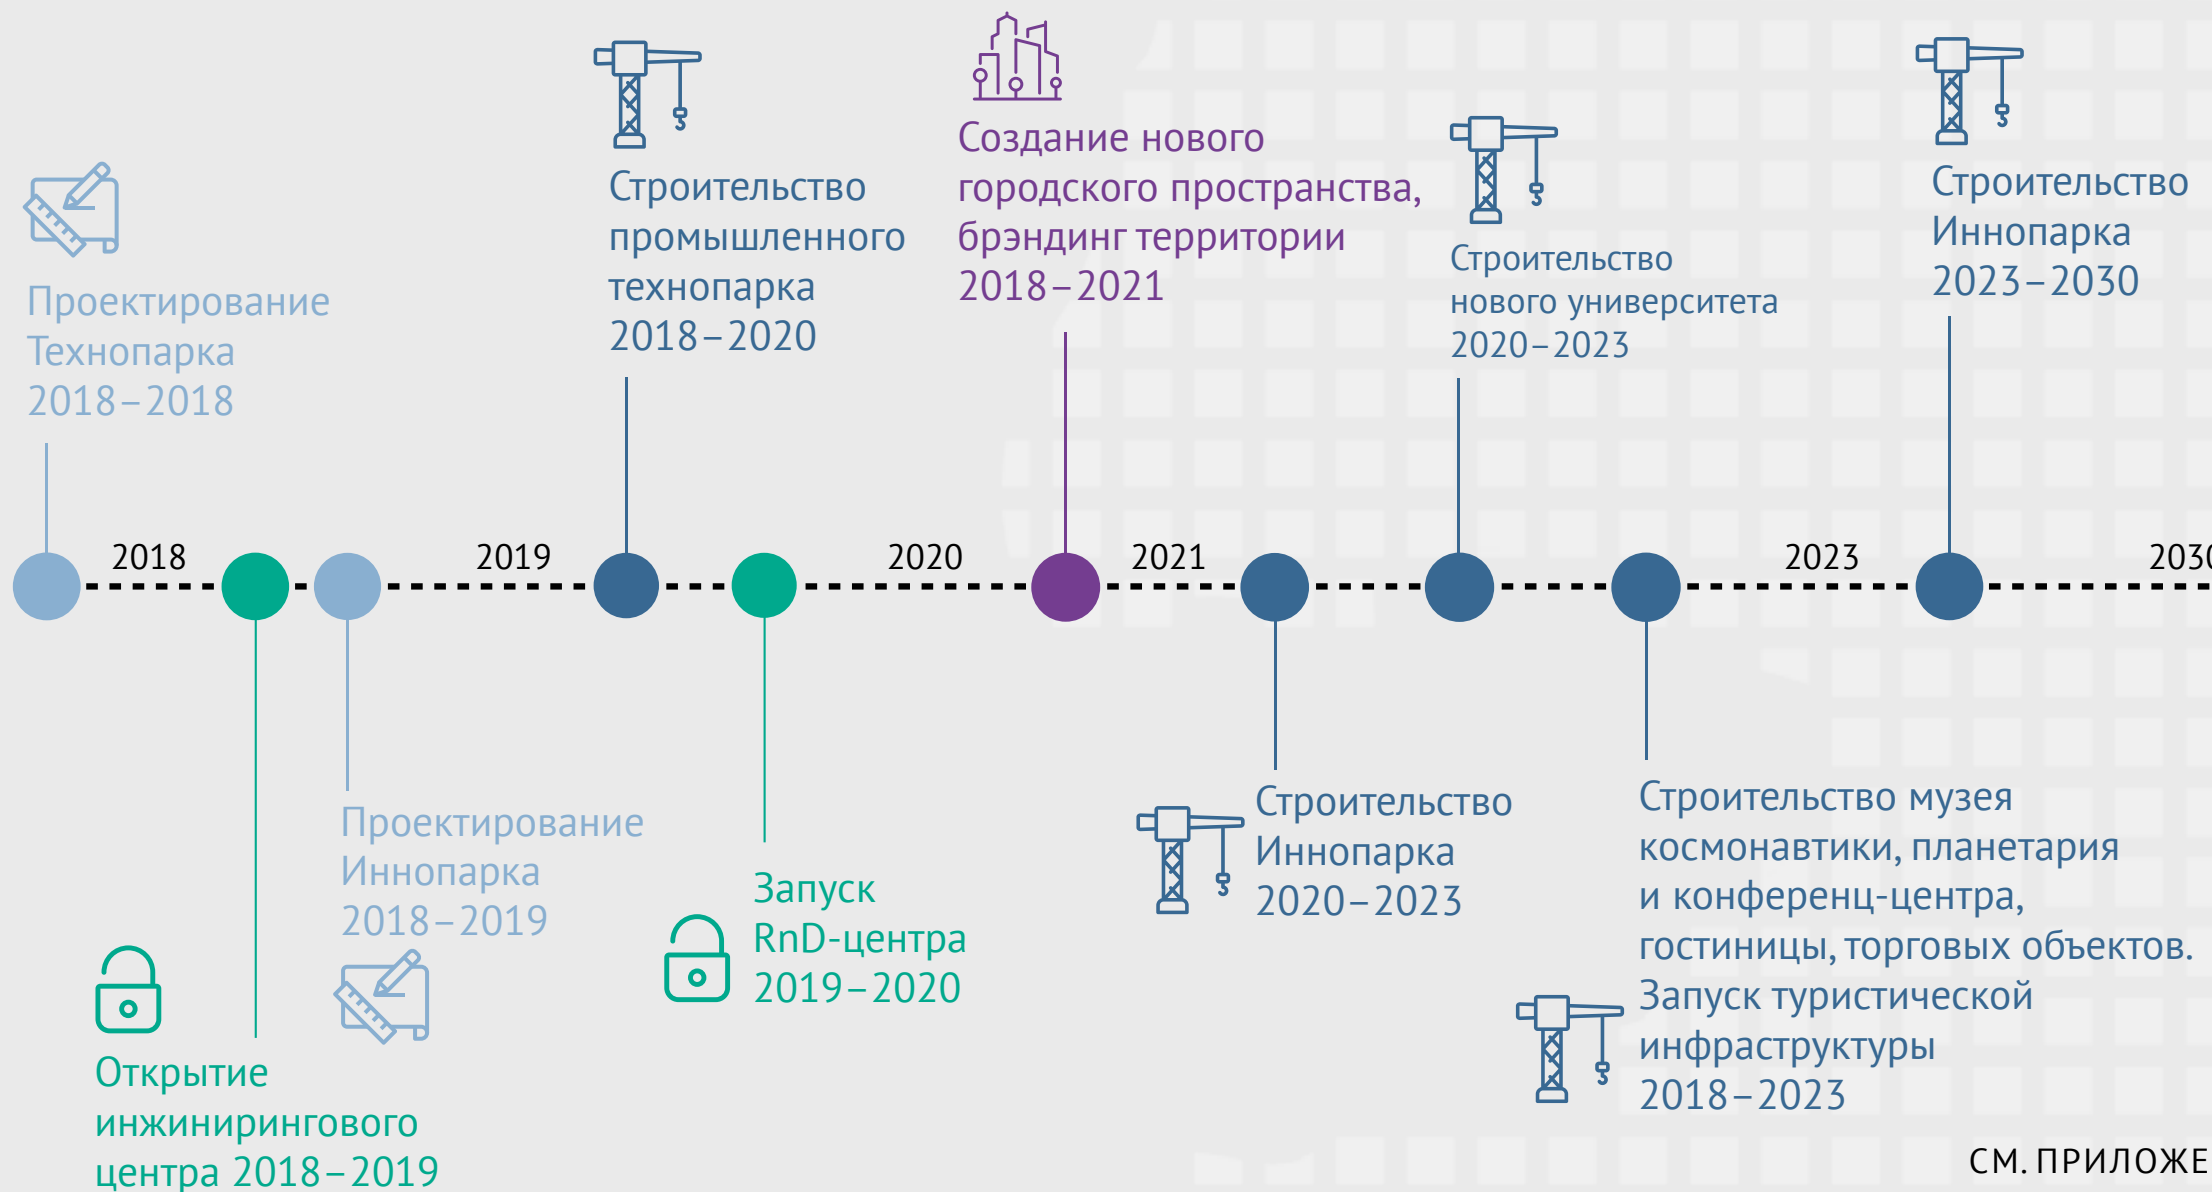 Проектирование
Технопарка
2018–2018
Строительство
промышленного
технопарка
2018–2020
Создание нового
городского пространства,
брэндинг территории
2018–2021
Строительство
нового университета
2020–2023
Строительство
Иннопарка
2023–2030
2018
2019
2020
2021
2023
2030
Открытие
инжинирингового
центра 2018–2019
Проектирование
Иннопарка
2018–2019
Запуск
RnD-центра
2019–2020
Строительство
Иннопарка
2020–2023
Строительство музея
космонавтики, планетария
и конференц-центра,
гостиницы, торговых объектов.
Запуск туристической
инфраструктуры
2018–2023
СМ. ПРИЛОЖЕ